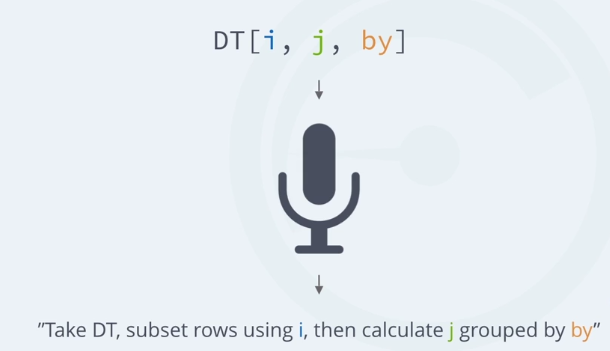 DT[i, j, by]
”Take DT, subset rows using i, then calculate j grouped by by”